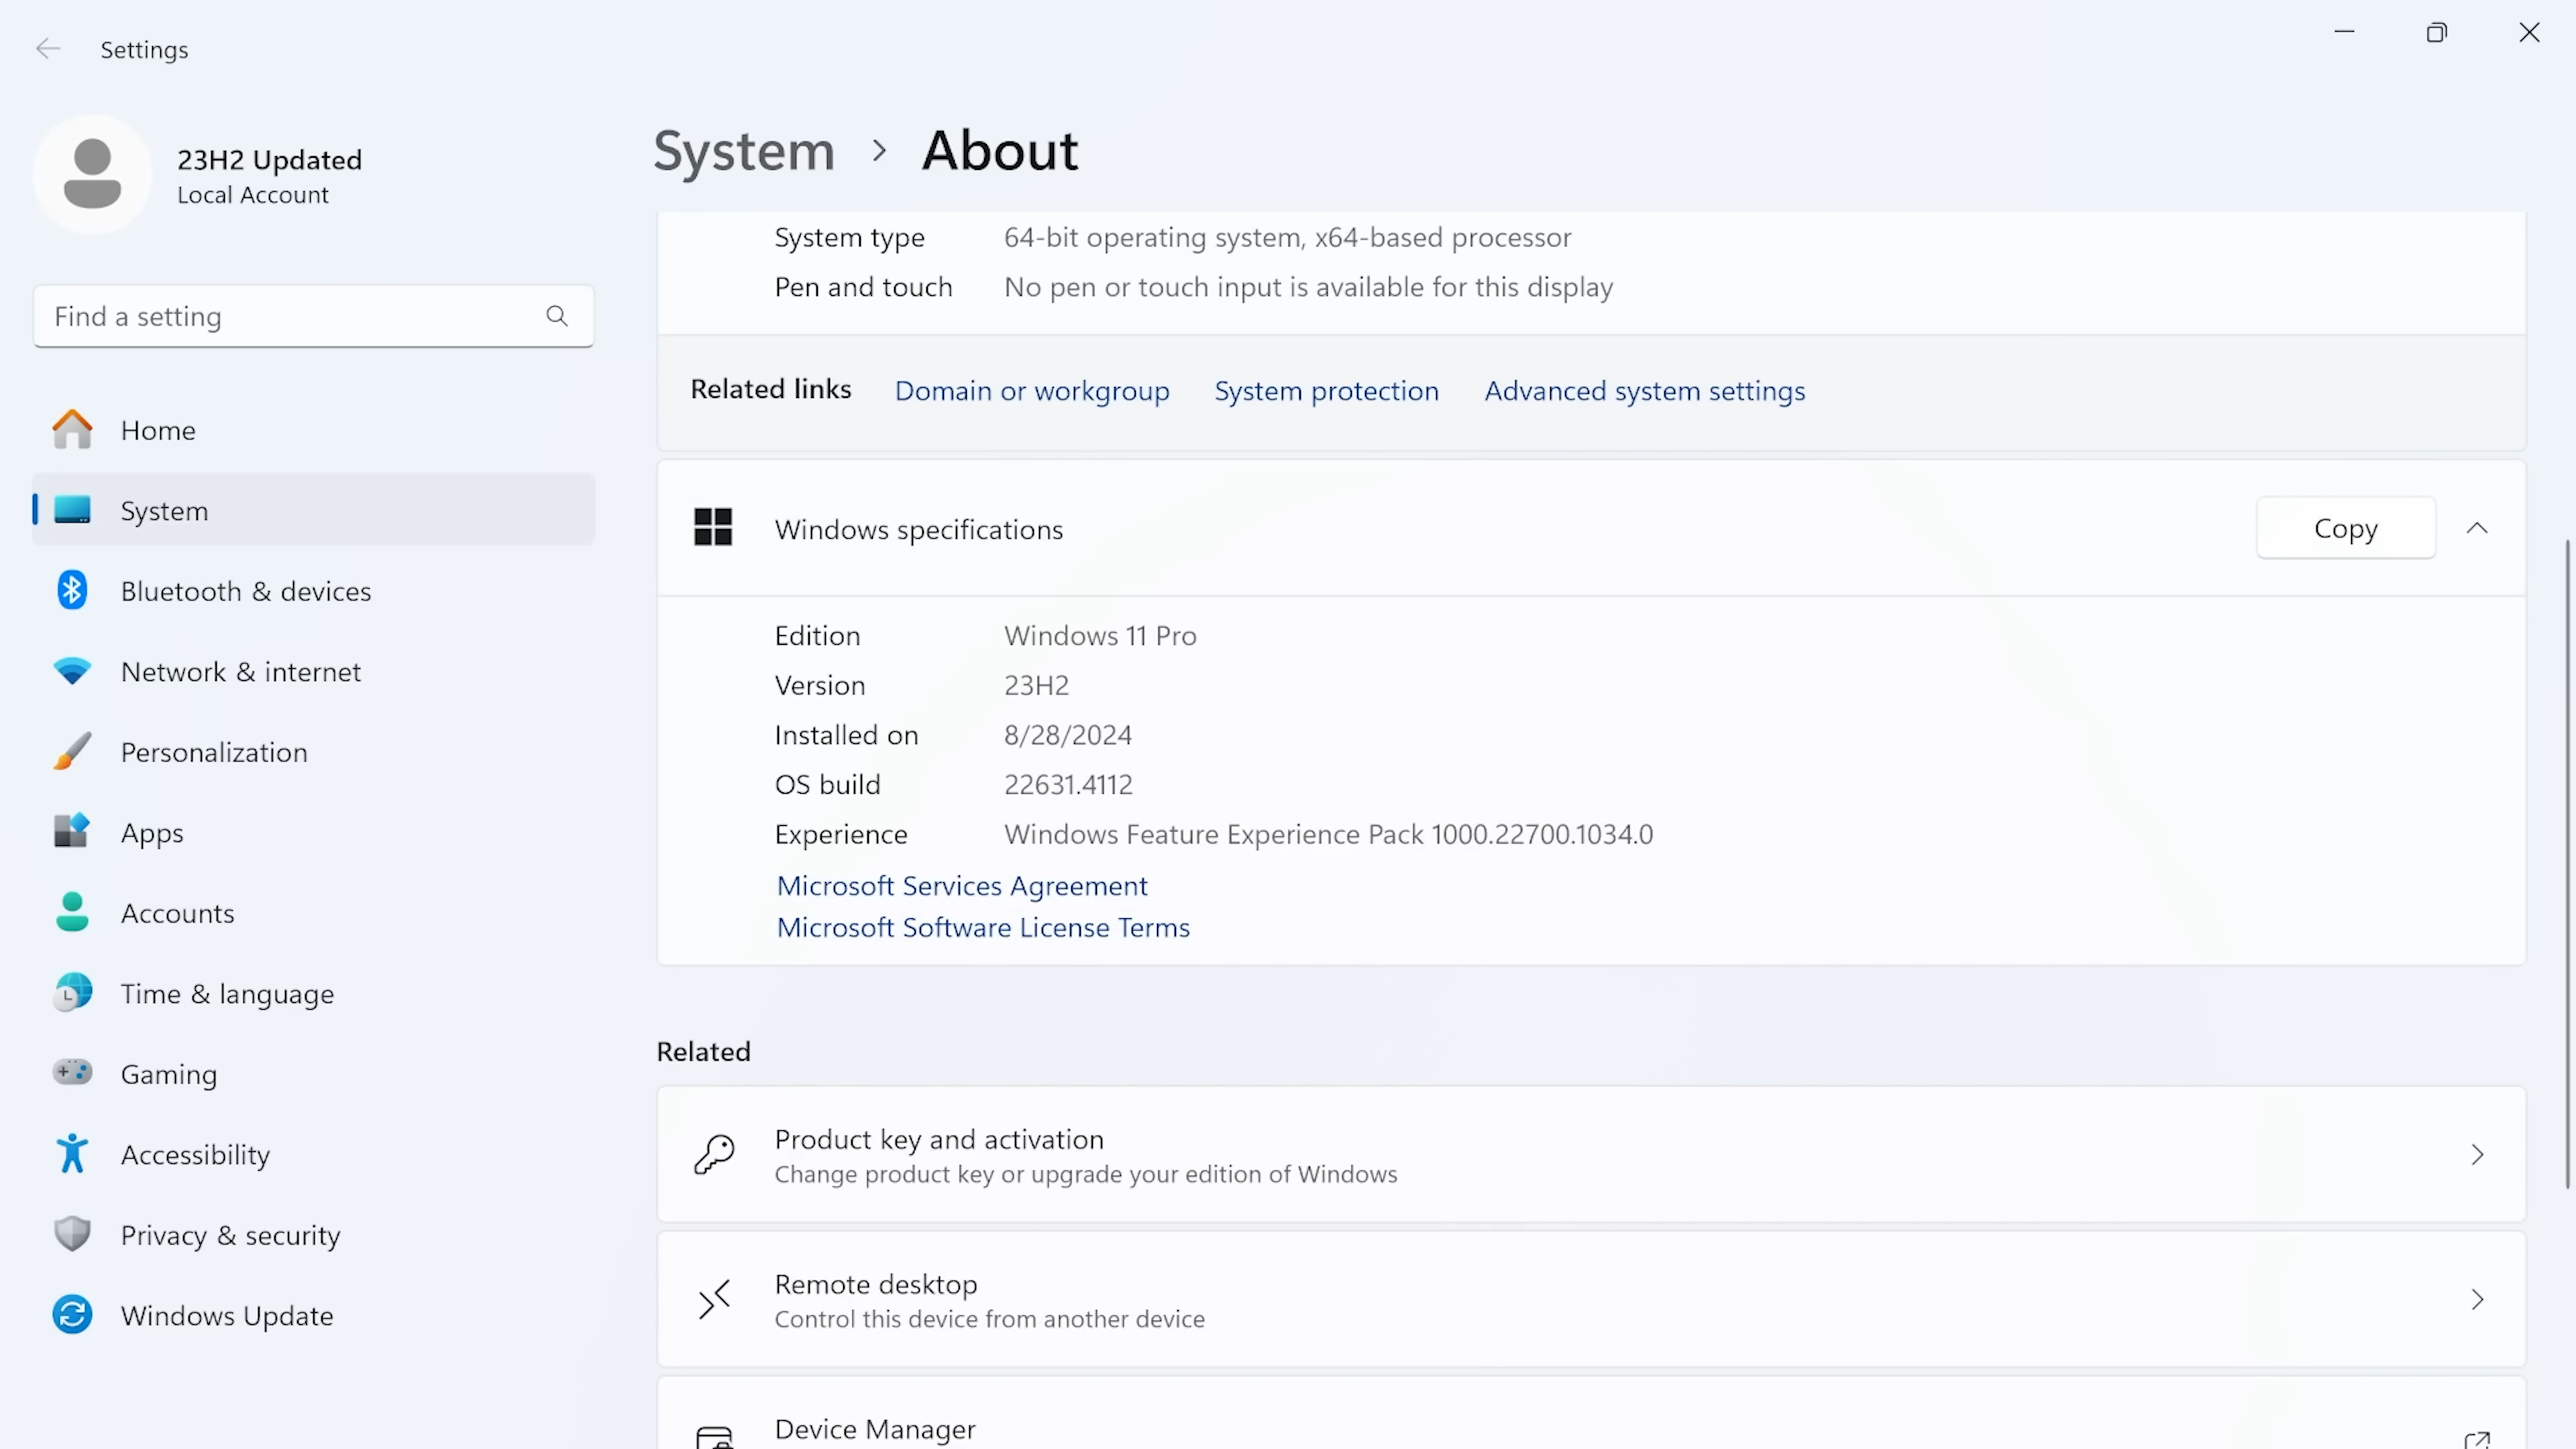 Settings
23H2 Updated
Local Account
Find a setting
Home
System
Bluetooth & devices
Network & internet
Personalization
Apps
Accounts
Time & language
Gaming
Accessibility
Privacy & security
Windows Update
System > About
System type 64-bit operating system, x64-based processor
Pen and touch No pen or touch input is available for this display
Related links Domain or workgroup System protection Advanced system settings
Windows specifications Copy
Edition Windows 11 Pro
Version 23H2
Installed on 8/28/2024
OS build 22631.4112
Experience Windows Feature Experience Pack 1000.22700.1034.0
Microsoft Services Agreement
Microsoft Software License Terms
Related
Product key and activation
Change product key or upgrade your edition of Windows
Remote desktop
Control this device from another device
Device Manager